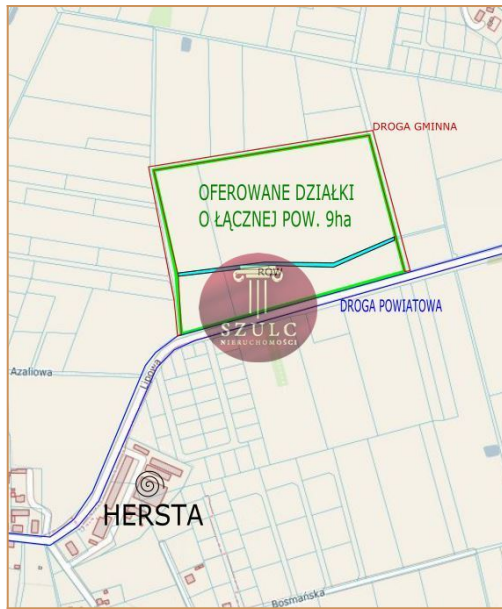 DROGA GMINNA
OFEROWANE DZIAŁKI
O ŁĄCZNEJ POW. 9ha
RÓW
DROGA POWIATOWA
SZULC
NIERUCHOMOŚCI
Azaliowa
Lipowa
HERSTA
Bosmańska